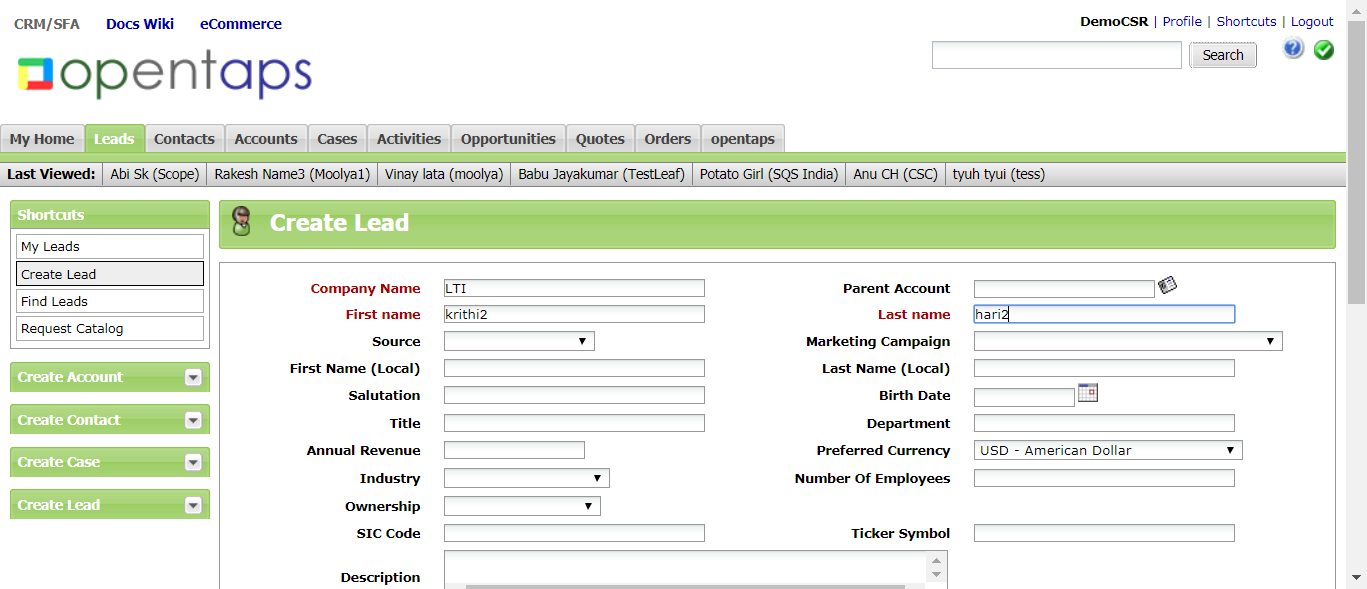 CRM/SFA Docs Wiki eCommerce
DemoCSR | Profile | Shortcuts | Logout
opentaps
Search
?
My Home Leads Contacts Accounts Cases Activities Opportunities Quotes Orders opentaps
Last Viewed: Abi Sk (Scope) Rakesh Name3 (Moolya1) Vinay lata (moolya) Babu Jayakumar (TestLeaf) Potato Girl (SQS India) Anu CH (CSC) tyuh tyui (tess)
Shortcuts
My Leads
Create Lead
Find Leads
Request Catalog
Create Account
Create Contact
Create Case
Create Lead
Create Lead
Company Name LTI Parent Account
First name krithi2 Last name hari2
Source Marketing Campaign
First Name (Local) Last Name (Local)
Salutation Birth Date
Title Department
Annual Revenue Preferred Currency USD - American Dollar
Industry Number Of Employees
Ownership
SIC Code Ticker Symbol
Description